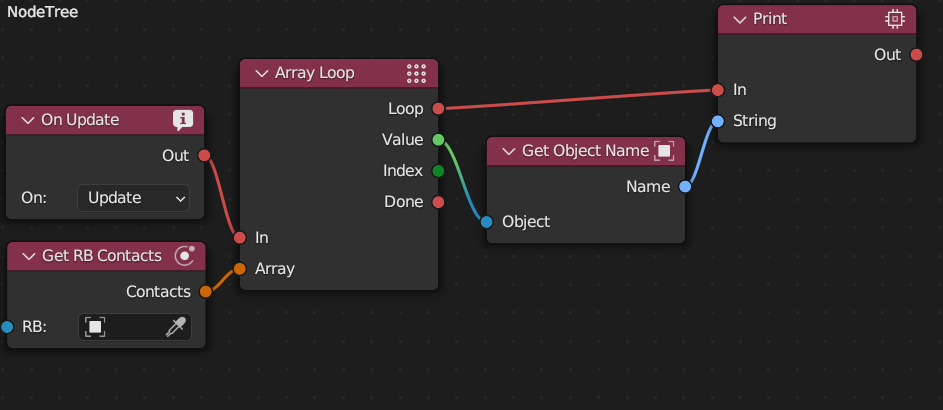 NodeTree
On Update
Out
On: Update
Get RB Contacts
Contacts
RB:
Array Loop
Loop
Value
Index
Done
In
Array
Get Object Name
Name
Object
Print
Out
In
String